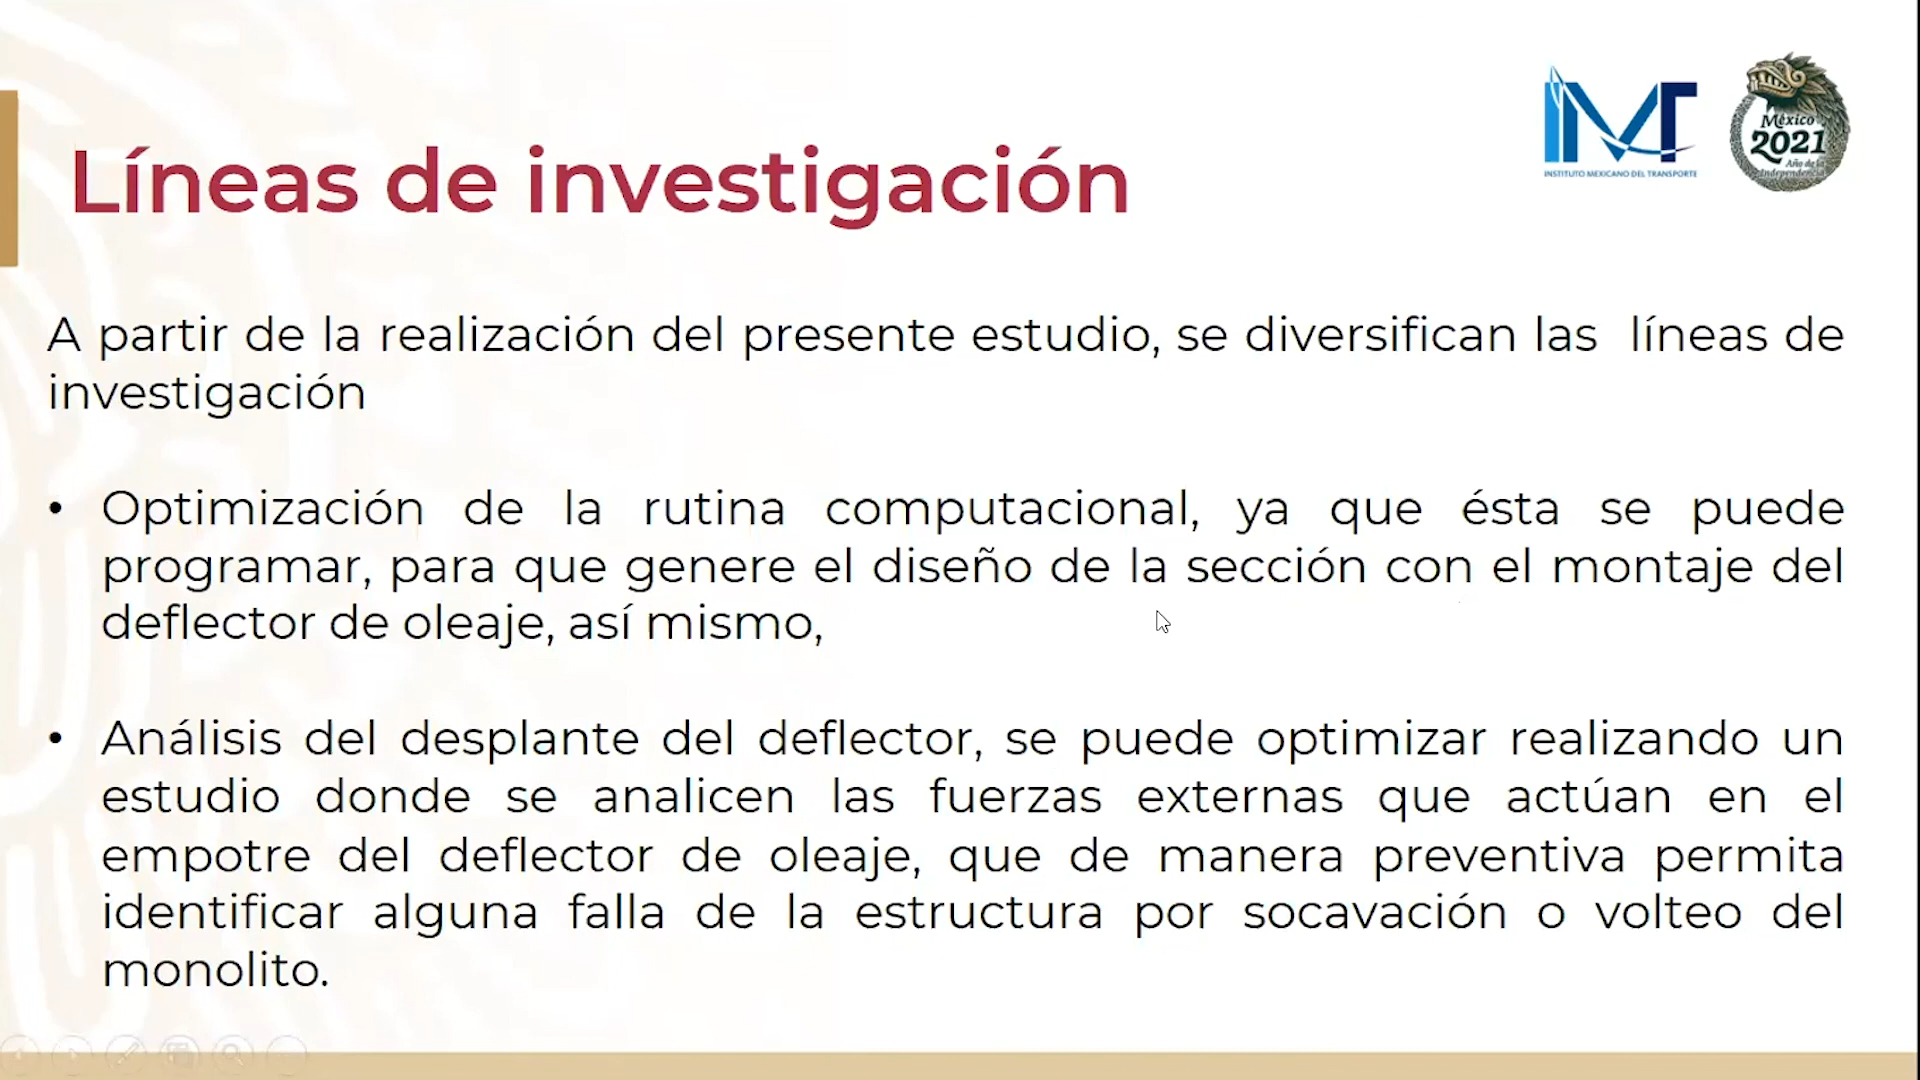 IMT
INSTITUTO MEXICANO DEL TRANSPORTE
México
2021
Año de la
Independencia
Líneas de investigación
A partir de la realización del presente estudio, se diversifican las líneas de
investigación
• Optimización de la rutina computacional, ya que ésta se puede
programar, para que genere el diseño de la sección con el montaje del
deflector de oleaje, así mismo,
• Análisis del desplante del deflector, se puede optimizar realizando un
estudio donde se analicen las fuerzas externas que actúan en el
empotre del deflector de oleaje, que de manera preventiva permita
identificar alguna falla de la estructura por socavación o volteo del
monolito.